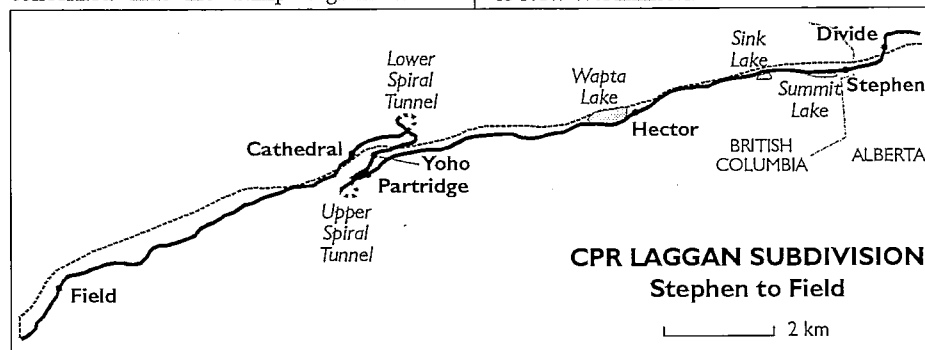 Divide
Sink
Lake
Stephen
Lower
Spiral
Tunnel
Wapta
Lake
Summit
Lake
Hector
Cathedral
Yoho
Partridge
BRITISH
COLUMBIA
ALBERTA
Upper
Spiral
Tunnel
Field
CPR LAGGAN SUBDIVISION
Stephen to Field
2 km